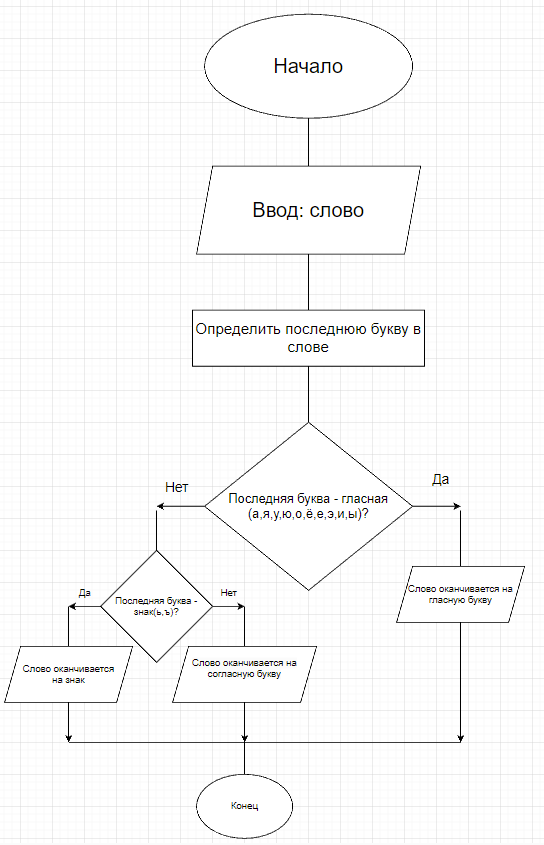 Начало
Ввод: слово
Определить последнюю букву в
слове
Последняя буква - гласная
(а,я,у,ю,о,ё,е,э,и,ы)?
Нет
Да
Последняя буква -
знак(ь,ъ)?
Да
Нет
Слово оканчивается на
гласную букву
Слово оканчивается
на знак
Слово оканчивается на
согласную букву
Конец